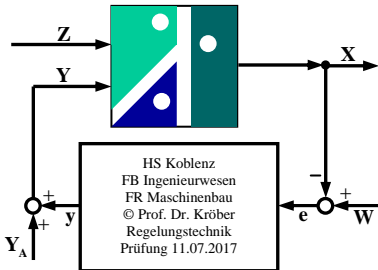 Z
Y
X
−
+
+
y
+
Y_A
e
W
HS Koblenz
FB Ingenieurwesen
FR Maschinenbau
© Prof. Dr. Kröber
Regelungstechnik
Prüfung 11.07.2017